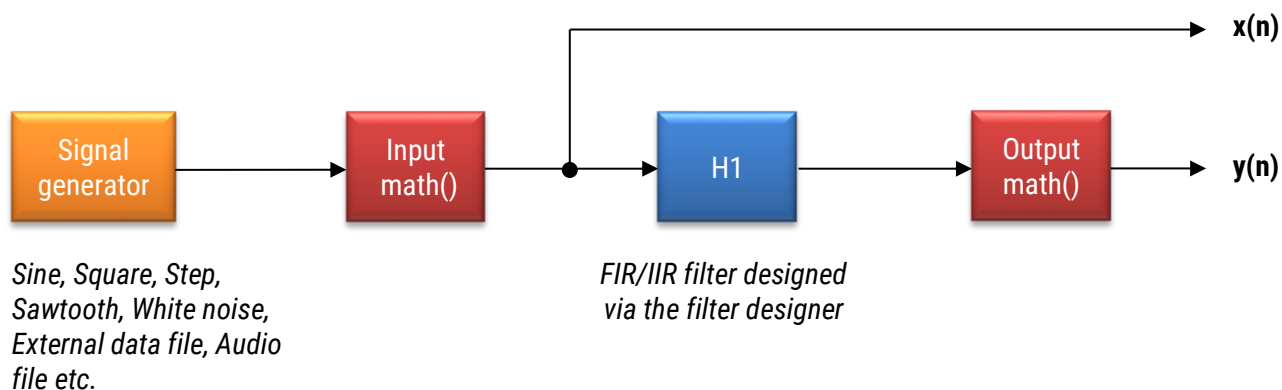 x(n)
Signal
generator
Input
math()
H1
Output
math()
y(n)
Sine, Square, Step,
Sawtooth, White noise,
External data file, Audio
file etc.
FIR/IIR filter designed
via the filter designer